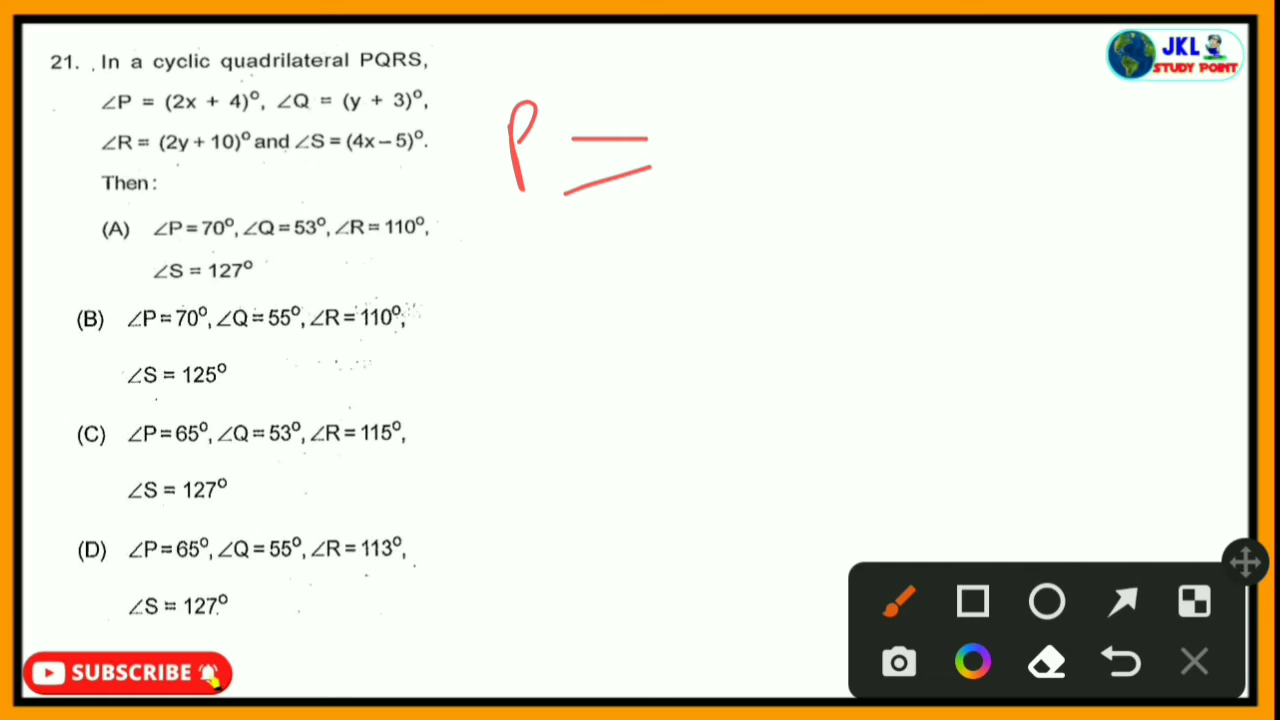 21. In a cyclic quadrilateral PQRS,
∠P = (2x + 4)°, ∠Q = (y + 3)°,
∠R = (2y + 10)° and ∠S = (4x – 5)°.
Then:
(A) ∠P = 70°, ∠Q = 53°, ∠R = 110°,
∠S = 127°
(B) ∠P = 70°, ∠Q = 55°, ∠R = 110°,
∠S = 125°
(C) ∠P = 65°, ∠Q = 53°, ∠R = 115°,
∠S = 127°
(D) ∠P = 65°, ∠Q = 55°, ∠R = 113°,
∠S = 127°
P =
JKL
STUDY POINT
SUBSCRIBE